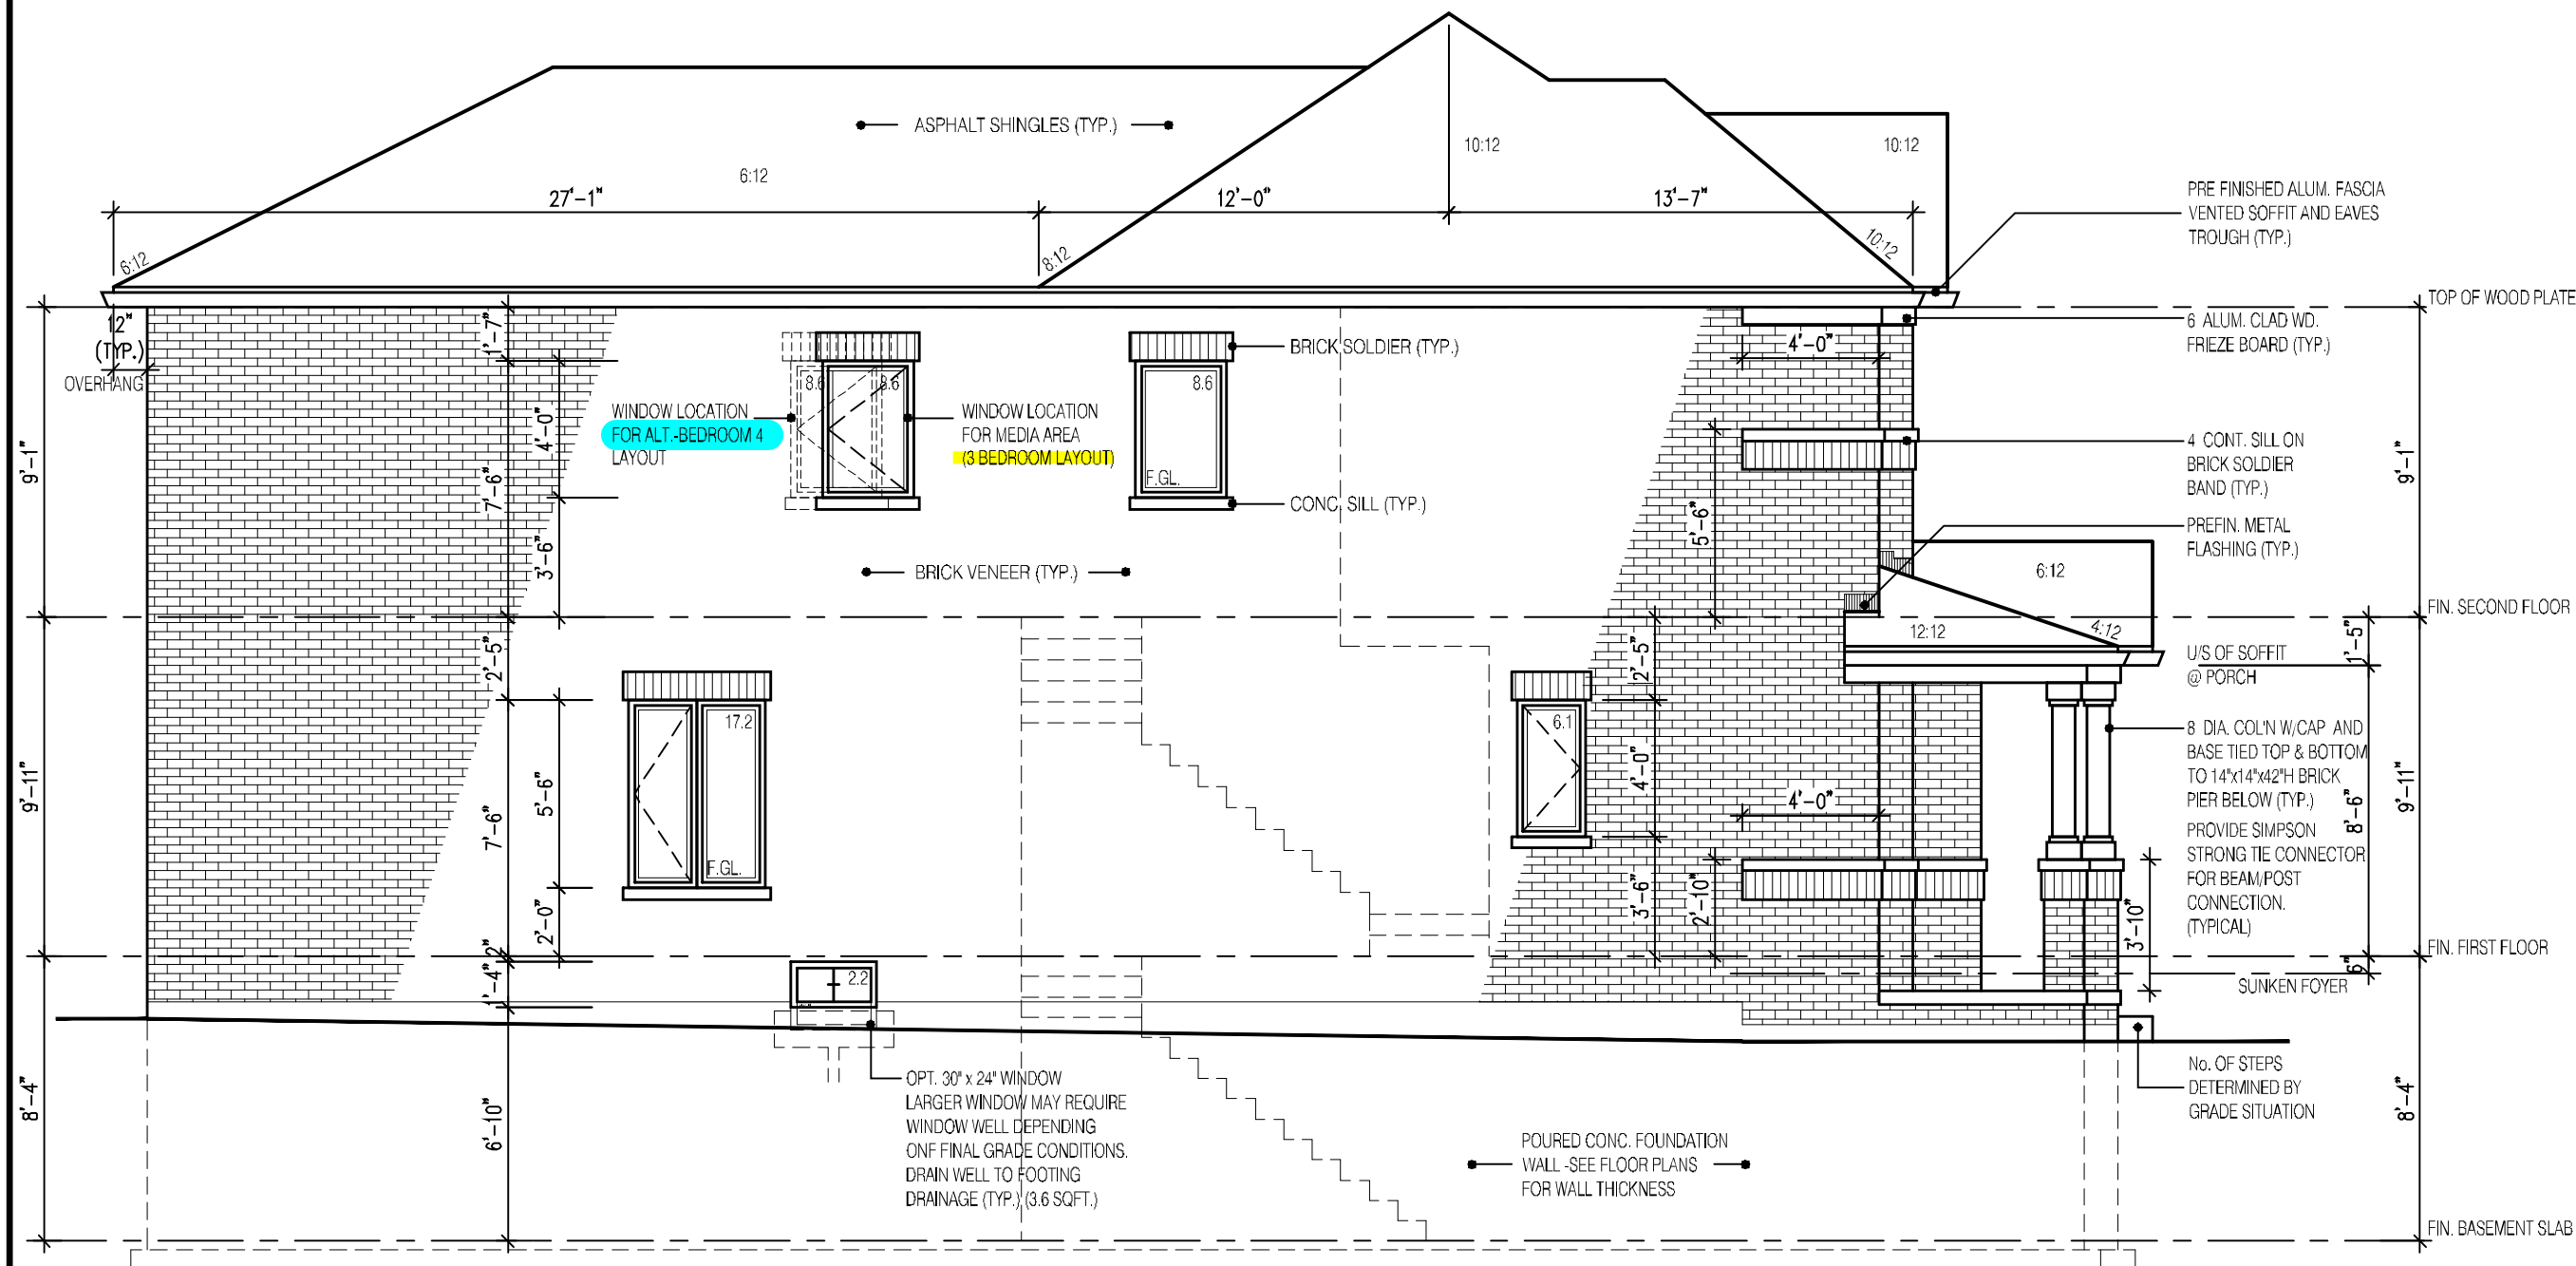 ASPHALT SHINGLES (TYP.)
6:12
10:12
10:12
27'-1"
12'-0"
13'-7"
6:12
8:12
10:12
PRE FINISHED ALUM. FASCIA
VENTED SOFFIT AND EAVES
TROUGH (TYP.)
TOP OF WOOD PLATE
12"
(TYP.)
OVERHANG
1'-7"
BRICK SOLDIER (TYP.)
4'-0"
6 ALUM. CLAD WD.
FRIEZE BOARD (TYP.)
8.6
8.6
8.6
WINDOW LOCATION
FOR ALT.-BEDROOM 4
LAYOUT
WINDOW LOCATION
FOR MEDIA AREA
(3 BEDROOM LAYOUT)
F.GL.
CONC. SILL (TYP.)
4 CONT. SILL ON
BRICK SOLDIER
BAND (TYP.)
9'-1"
7'-6"
4'-0"
3'-6"
5'-6"
9'-1"
BRICK VENEER (TYP.)
PREFIN. METAL
FLASHING (TYP.)
6:12
FIN. SECOND FLOOR
12:12
4:12
1'-5"
U/S OF SOFFIT
@ PORCH
2'-5"
2'-5"
17.2
6.1
F.GL.
8 DIA. COL'N W/CAP AND
BASE TIED TOP & BOTTOM
TO 14"x14"x42"H BRICK
PIER BELOW (TYP.)
PROVIDE SIMPSON
STRONG TIE CONNECTOR
FOR BEAM/POST
CONNECTION.
(TYPICAL)
9'-11"
7'-6"
5'-6"
2'-0"
4'-0"
3'-6"
4'-0"
2'-10"
3'-10"
8'-6"
9'-11"
FIN. FIRST FLOOR
2"
1'-4"
2.2
6"
SUNKEN FOYER
OPT. 30" x 24" WINDOW
LARGER WINDOW MAY REQUIRE
WINDOW WELL DEPENDING
ONF FINAL GRADE CONDITIONS.
DRAIN WELL TO FOOTING
DRAINAGE (TYP.) (3.6 SQFT.)
No. OF STEPS
DETERMINED BY
GRADE SITUATION
8'-4"
6'-10"
8'-4"
POURED CONC. FOUNDATION
WALL -SEE FLOOR PLANS
FOR WALL THICKNESS
FIN. BASEMENT SLAB